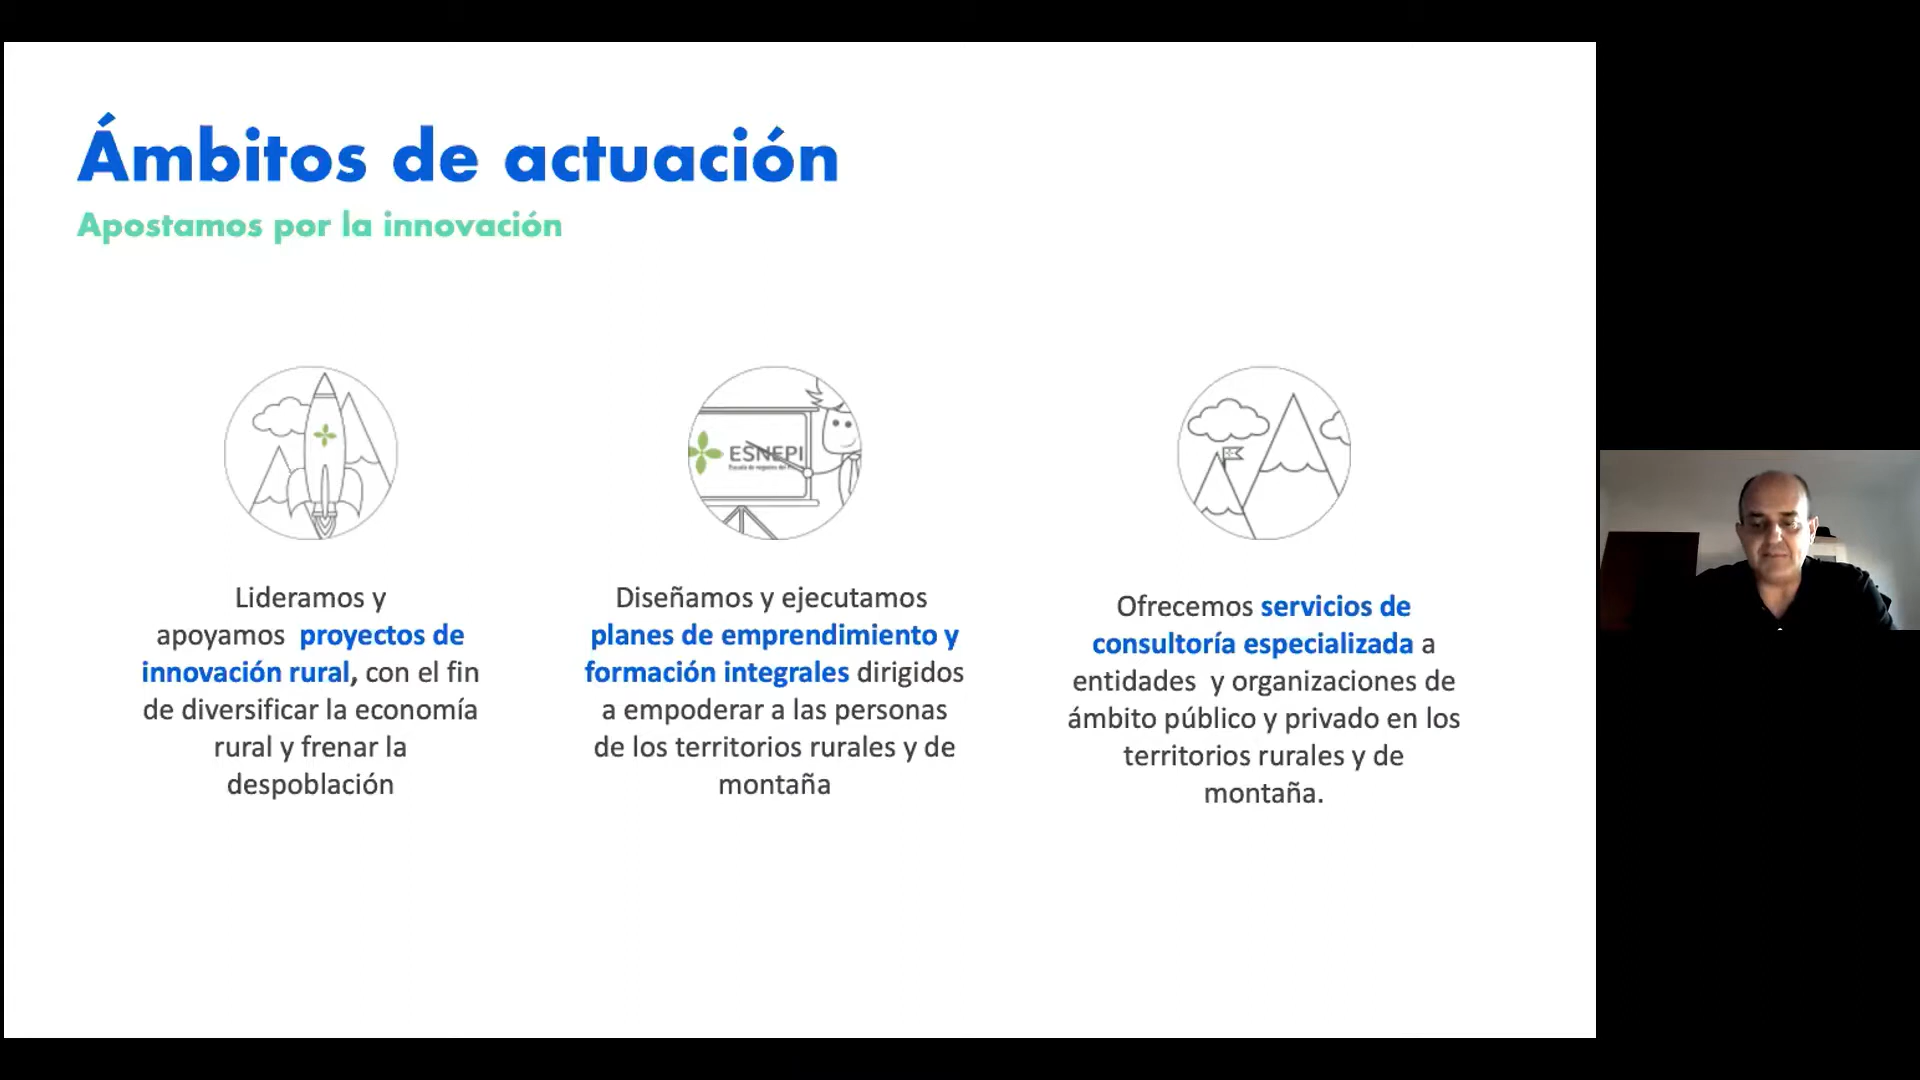 Ámbitos de actuación
Apostamos por la innovación
ESNEPI
Lideramos y
apoyamos proyectos de
innovación rural, con el fin
de diversificar la economía
rural y frenar la
despoblación
Diseñamos y ejecutamos
planes de emprendimiento y
formación integrales dirigidos
a empoderar a las personas
de los territorios rurales y de
montaña
Ofrecemos servicios de
consultoría especializada a
entidades y organizaciones de
ámbito público y privado en los
territorios rurales y de
montaña.